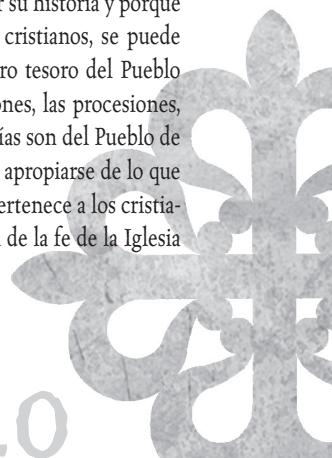 r su historia y porque
cristianos, se puede
ro tesoro del Pueblo
ones, las procesiones,
ías son del Pueblo de
apropiarse de lo que
ertenece a los cristia-
de la fe de la Iglesia
LO